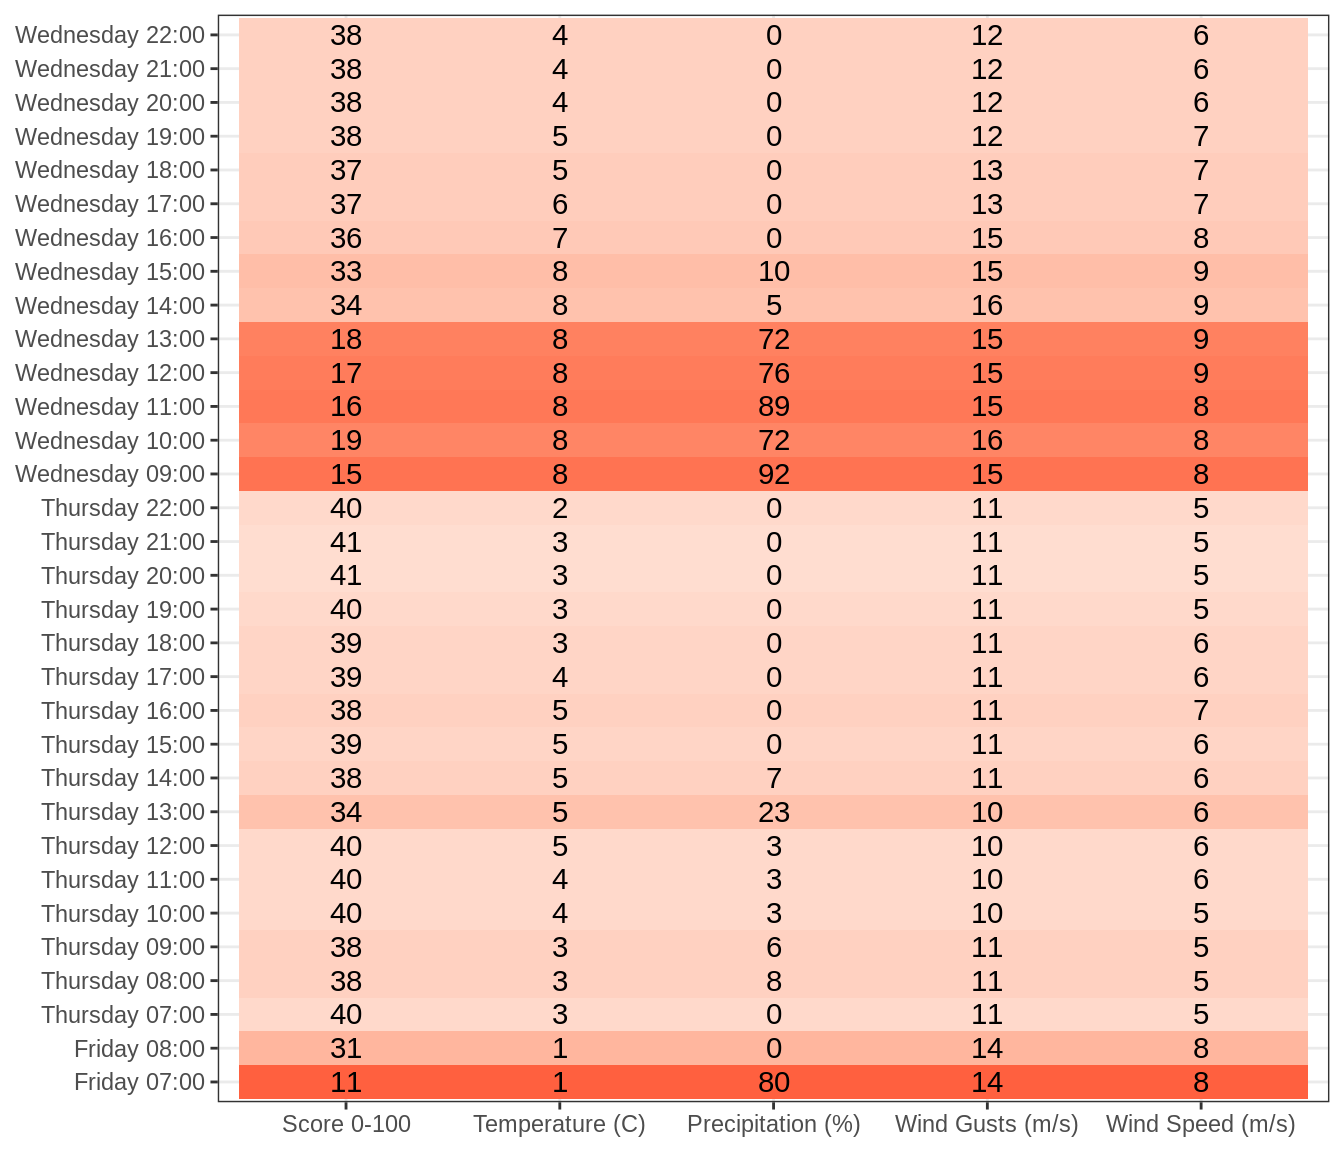 Wednesday 22:00 38 4 0 12 6
Wednesday 21:00 38 4 0 12 6
Wednesday 20:00 38 4 0 12 6
Wednesday 19:00 38 5 0 12 7
Wednesday 18:00 37 5 0 13 7
Wednesday 17:00 37 6 0 13 7
Wednesday 16:00 36 7 0 15 8
Wednesday 15:00 33 8 10 15 9
Wednesday 14:00 34 8 5 16 9
Wednesday 13:00 18 8 72 15 9
Wednesday 12:00 17 8 76 15 9
Wednesday 11:00 16 8 89 15 8
Wednesday 10:00 19 8 72 16 8
Wednesday 09:00 15 8 92 15 8
Thursday 22:00 40 2 0 11 5
Thursday 21:00 41 3 0 11 5
Thursday 20:00 41 3 0 11 5
Thursday 19:00 40 3 0 11 5
Thursday 18:00 39 3 0 11 6
Thursday 17:00 39 4 0 11 6
Thursday 16:00 38 5 0 11 7
Thursday 15:00 39 5 0 11 6
Thursday 14:00 38 5 7 11 6
Thursday 13:00 34 5 23 10 6
Thursday 12:00 40 5 3 10 6
Thursday 11:00 40 4 3 10 6
Thursday 10:00 40 4 3 10 5
Thursday 09:00 38 3 6 11 5
Thursday 08:00 38 3 8 11 5
Thursday 07:00 40 3 0 11 5
Friday 08:00 31 1 0 14 8
Friday 07:00 11 1 80 14 8
Score 0-100 Temperature (C) Precipitation (%) Wind Gusts (m/s) Wind Speed (m/s)